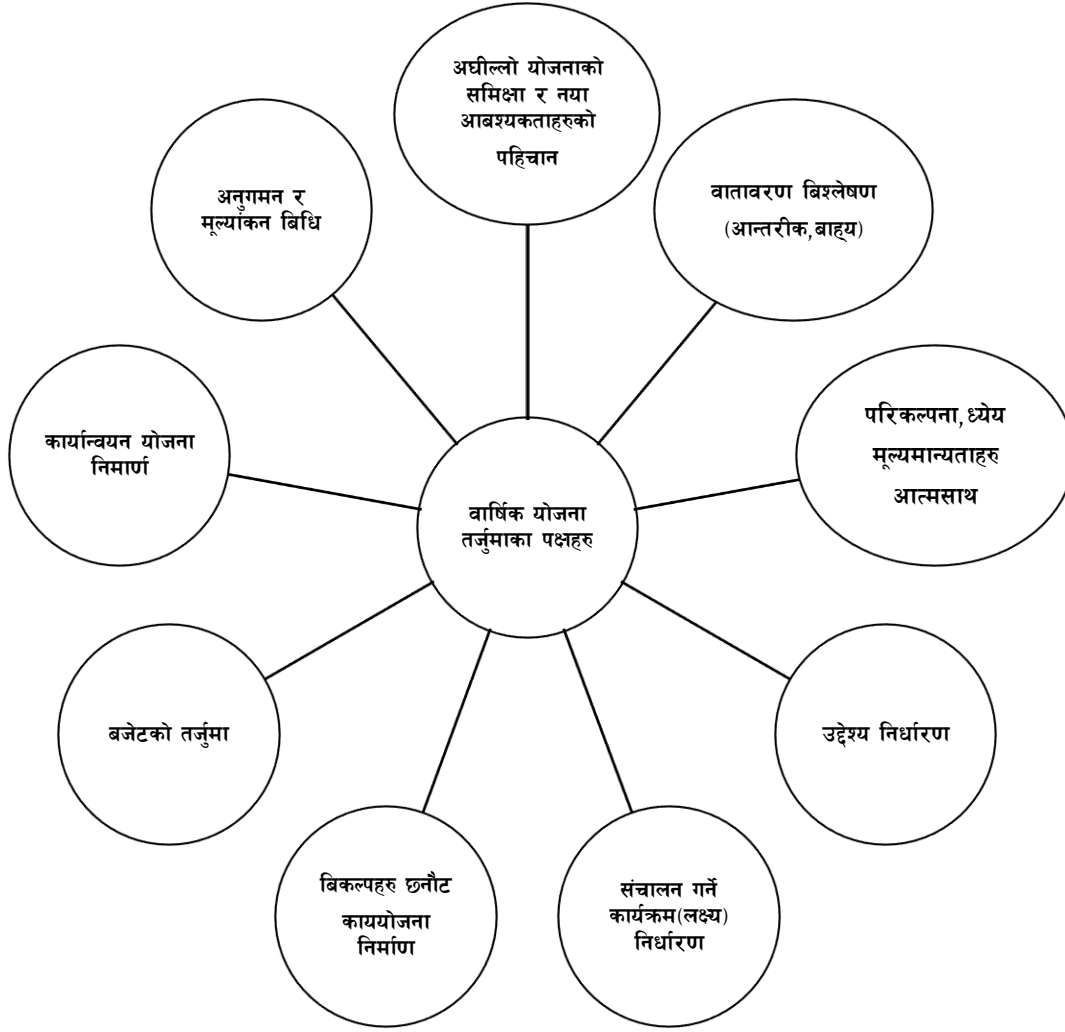 अघील्लो योजनाको
समिक्षा र नया
आबश्यकताहरुको
पहिचान
वातावरण बिश्लेषण
(आन्तरीक,बाह्य)
परिकल्पना,ध्येय
मूल्यमान्यताहरु
आत्मसाथ
उद्देश्य निर्धारण
संचालन गर्ने
कार्यक्रम(लक्ष्य)
निर्धारण
बिकल्पहरु छनौट
काययोजना
निर्माण
बजेटको तर्जुमा
कार्यान्वयन योजना
निमार्ण
अनुगमन र
मूल्यांकन बिधि
वार्षिक योजना
तर्जुमाका पक्षहरु